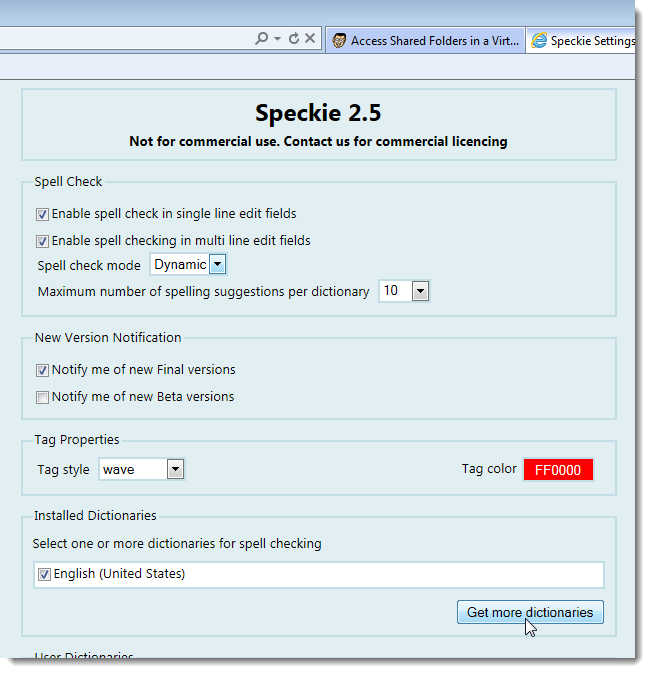 Access Shared Folders in a Virt... Speckie Settings
Speckie 2.5
Not for commercial use. Contact us for commercial licencing
Spell Check
Enable spell check in single line edit fields
Enable spell checking in multi line edit fields
Spell check mode Dynamic
Maximum number of spelling suggestions per dictionary 10
New Version Notification
Notify me of new Final versions
Notify me of new Beta versions
Tag Properties
Tag style wave Tag color FF0000
Installed Dictionaries
Select one or more dictionaries for spell checking
English (United States)
Get more dictionaries
User Dictionaries